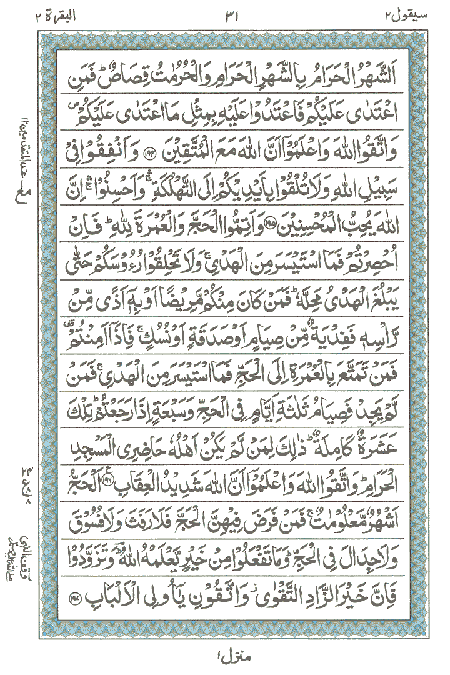 البقرة ٢
٣١
سيقول ٢
اَلشَّهْرُ الْحَرَامُ بِالشَّهْرِ الْحَرَامِ وَالْحُرُمٰتُ قِصَاصٌ ؕ فَمَنِ
اعْتَدٰى عَلَيْكُمْ فَاعْتَدُوْا عَلَيْهِ بِمِثْلِ مَا اعْتَدٰى عَلَيْكُمْ ۪
وَاتَّقُوا اللّٰهَ وَاعْلَمُوْۤا اَنَّ اللّٰهَ مَعَ الْمُتَّقِيْنَ ﴿۱۹۴﴾ وَاَنْفِقُوْا فِيْ
سَبِيْلِ اللّٰهِ وَلَا تُلْقُوْا بِاَيْدِيْكُمْ اِلَى التَّهْلُكَةِ ۛۚ وَاَحْسِنُوْا ۛۚ اِنَّ
اللّٰهَ يُحِبُّ الْمُحْسِنِيْنَ ﴿۱۹۵﴾ وَاَتِمُّوا الْحَجَّ وَالْعُمْرَةَ لِلّٰهِ ؕ فَاِنْ
اُحْصِرْتُمْ فَمَا اسْتَيْسَرَ مِنَ الْهَدْيِ ۚ وَلَا تَحْلِقُوْا رُءُوْسَكُمْ حَتّٰى
يَبْلُغَ الْهَدْيُ مَحِلَّهٗ ؕ فَمَنْ كَانَ مِنْكُمْ مَّرِيْضًا اَوْ بِهٖۤ اَذًى مِّنْ
رَّاْسِهٖ فَفِدْيَةٌ مِّنْ صِيَامٍ اَوْ صَدَقَةٍ اَوْ نُسُكٍ ۚ فَاِذَاۤ اَمِنْتُمْ ۥ
فَمَنْ تَمَتَّعَ بِالْعُمْرَةِ اِلَى الْحَجِّ فَمَا اسْتَيْسَرَ مِنَ الْهَدْيِ ۚ فَمَنْ
لَّمْ يَجِدْ فَصِيَامُ ثَلٰثَةِ اَيَّامٍ فِى الْحَجِّ وَسَبْعَةٍ اِذَا رَجَعْتُمْ ؕ تِلْكَ
عَشَرَةٌ كَامِلَةٌ ؕ ذٰلِكَ لِمَنْ لَّمْ يَكُنْ اَهْلُهٗ حَاضِرِى الْمَسْجِدِ
الْحَرَامِ ؕ وَاتَّقُوا اللّٰهَ وَاعْلَمُوْۤا اَنَّ اللّٰهَ شَدِيْدُ الْعِقَابِ ﴿۱۹۶﴾ اَلْحَجُّ
اَشْهُرٌ مَّعْلُوْمٰتٌ ۚ فَمَنْ فَرَضَ فِيْهِنَّ الْحَجَّ فَلَا رَفَثَ وَلَا فُسُوْقَ
وَلَا جِدَالَ فِى الْحَجِّ ؕ وَمَا تَفْعَلُوْا مِنْ خَيْرٍ يَّعْلَمْهُ اللّٰهُ ؔ وَتَزَوَّدُوْا
فَاِنَّ خَيْرَ الزَّادِ التَّقْوٰى ۫ وَاتَّقُوْنِ يٰۤاُولِى الْاَلْبَابِ ﴿۱۹۷﴾
منزل ١